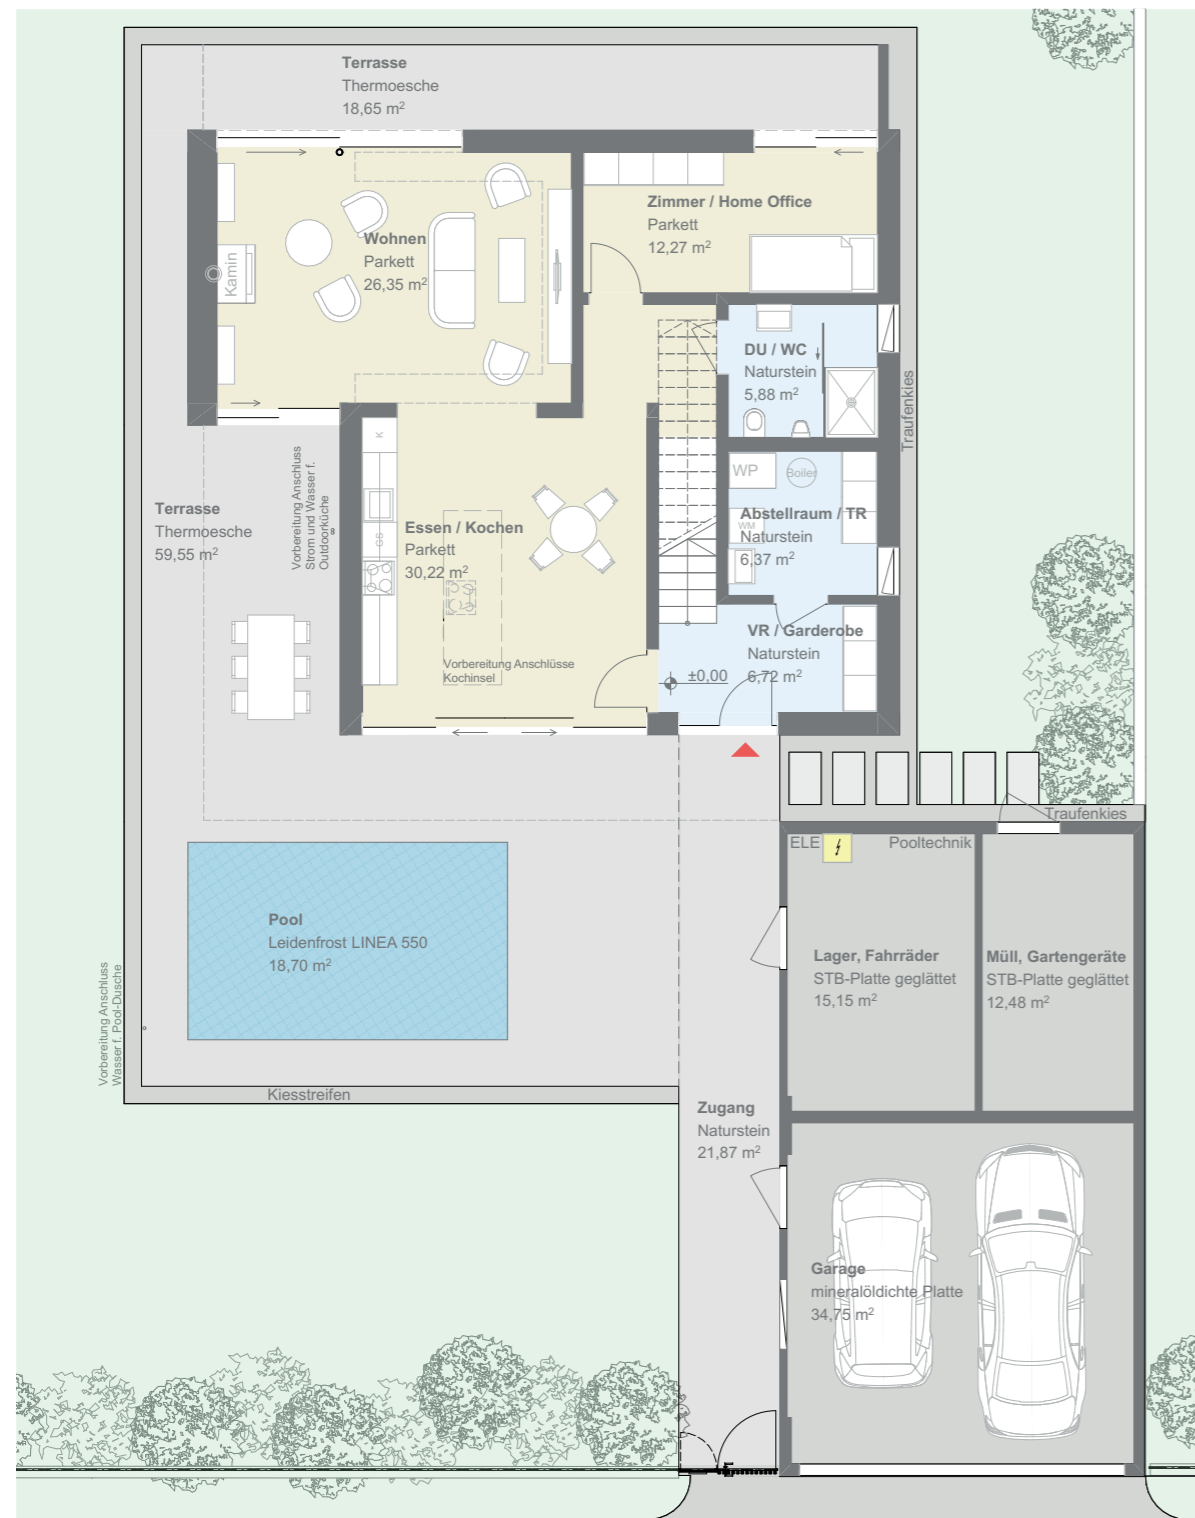 Terrasse
Thermoesche
18,65 m²
Zimmer / Home Office
Parkett
12,27 m²
Wohnen
Parkett
26,35 m²
Kamin
DU / WC
Naturstein
5,88 m²
Traufenkies
K
GS
WP
Boiler
WM
Abstellraum / TR
Naturstein
6,37 m²
Vorbereitung Anschluss
Strom und Wasser f.
Outdoorküche
Terrasse
Thermoesche
59,55 m²
Essen / Kochen
Parkett
30,22 m²
VR / Garderobe
Naturstein
6,72 m²
±0,00
Vorbereitung Anschlüsse
Kochinsel
Traufenkies
ELE
Pooltechnik
Pool
Leidenfrost LINEA 550
18,70 m²
Lager, Fahrräder
STB-Platte geglättet
15,15 m²
Müll, Gartengeräte
STB-Platte geglättet
12,48 m²
Vorbereitung Anschluss
Wasser f. Pool-Dusche
Kiesstreifen
Zugang
Naturstein
21,87 m²
Garage
mineralöldichte Platte
34,75 m²